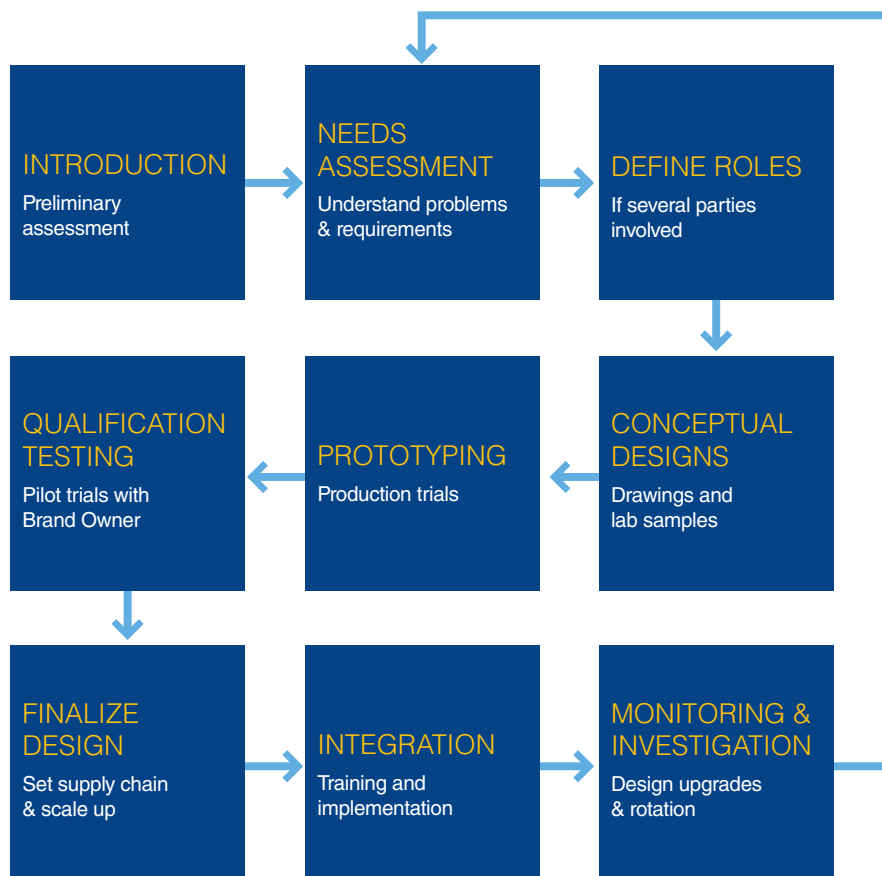 INTRODUCTION
Preliminary
assessment
NEEDS
ASSESSMENT
Understand problems
& requirements
DEFINE ROLES
If several parties
involved
QUALIFICATION
TESTING
Pilot trials with
Brand Owner
PROTOTYPING
Production trials
CONCEPTUAL
DESIGNS
Drawings and
lab samples
FINALIZE
DESIGN
Set supply chain
& scale up
INTEGRATION
Training and
implementation
MONITORING &
INVESTIGATION
Design upgrades
& rotation